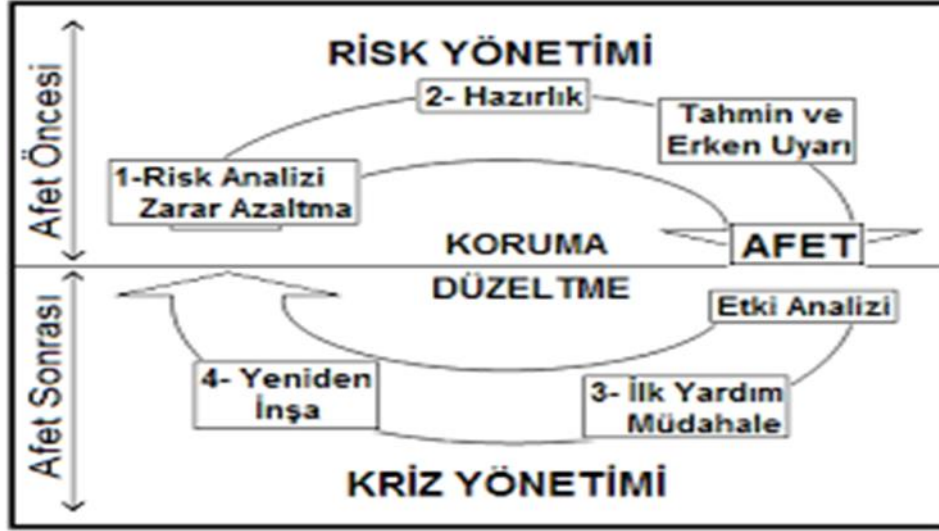 RİSK YÖNETİMİ
2- Hazırlık
Tahmin ve
Erken Uyarı
1-Risk Analizi
Zarar Azaltma
Afet Öncesi
AFET
KORUMA
DÜZELTME
Etki Analizi
4- Yeniden
İnşa
3- İlk Yardım
Müdahale
Afet Sonrası
KRİZ YÖNETİMİ